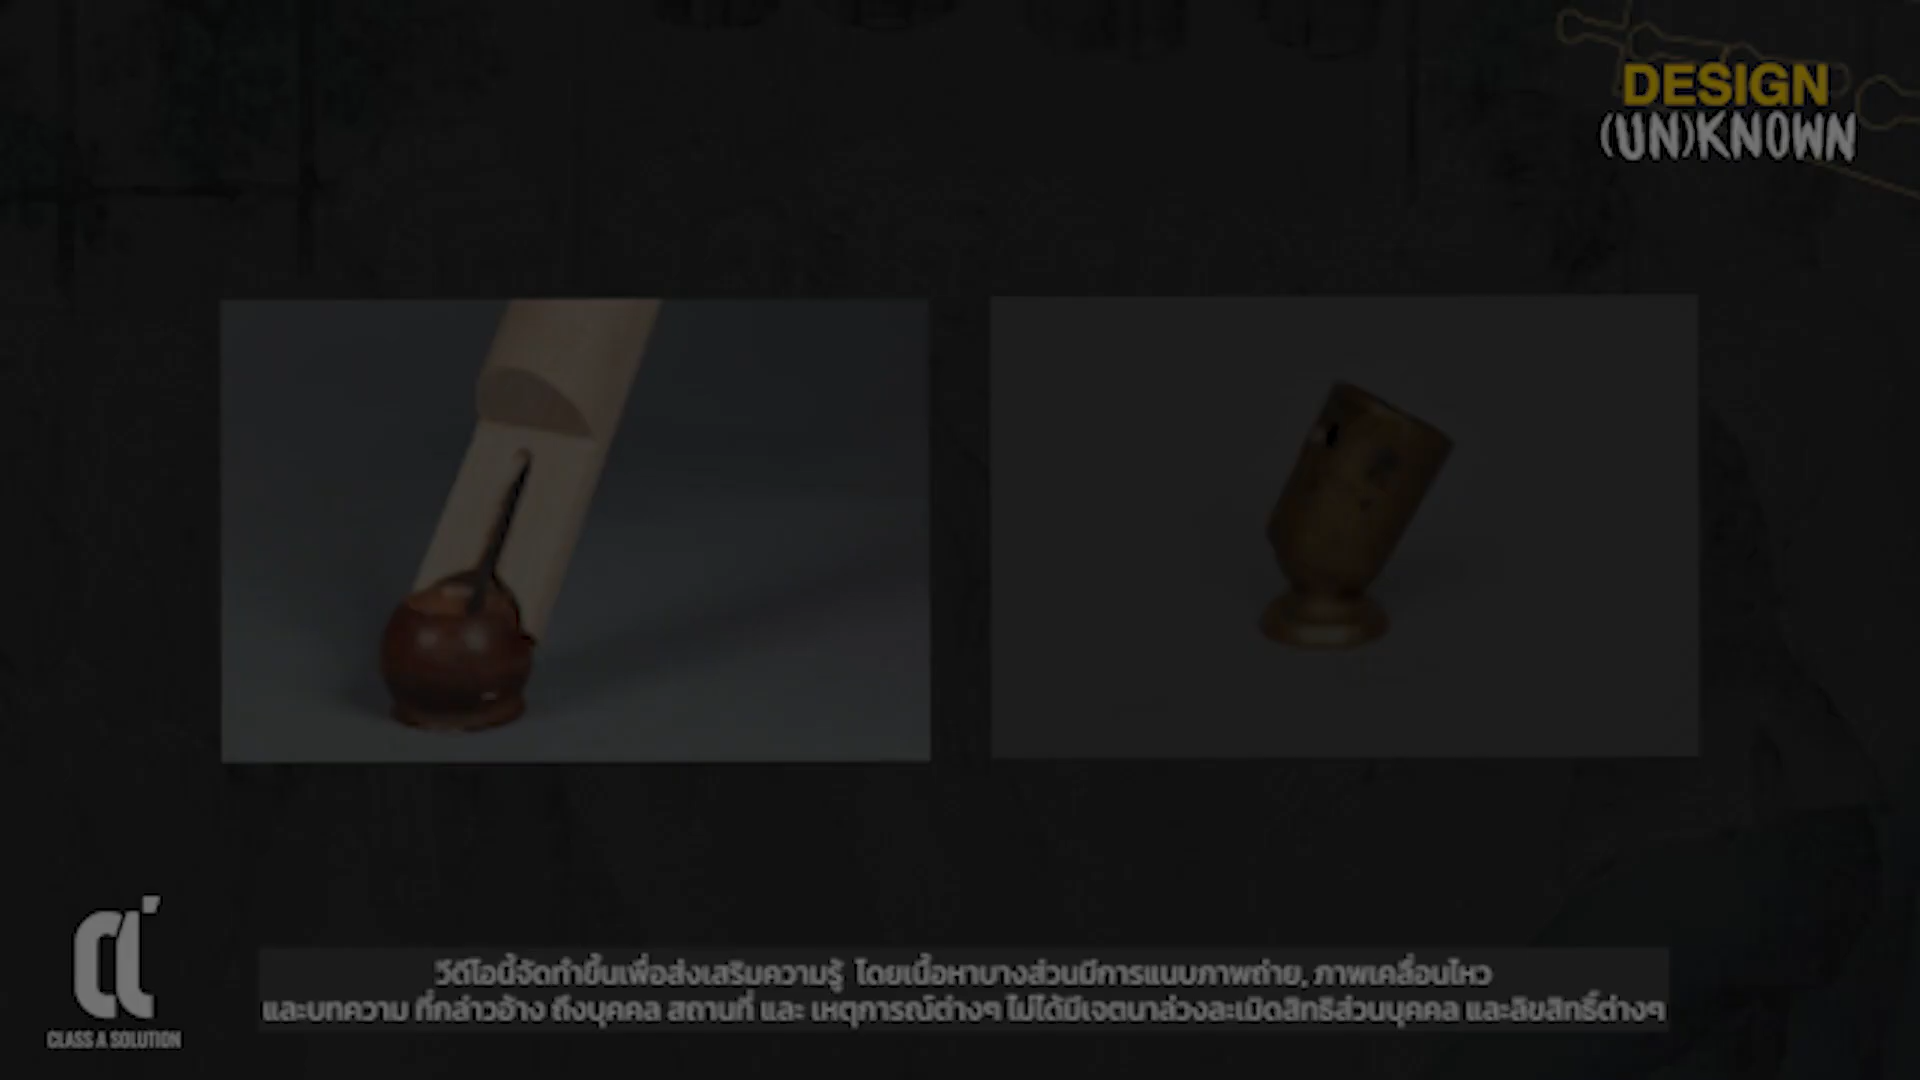 DESIGN
(UN)KNOWN
วีดีโอนี้จัดทำขึ้นเพื่อส่งเสริมความรู้ โดยเนื้อหาบางส่วนมีการแนบภาพถ่าย, ภาพเคลื่อนไหว
และบทความ ที่กล่าวอ้าง ถึงบุคคล สถานที่ และ เหตุการณ์ต่างๆ ไม่ได้มีเจตนาล่วงละเมิดสิทธิส่วนบุคคล และลิขสิทธิ์ต่างๆ
CLASS A SOLUTION